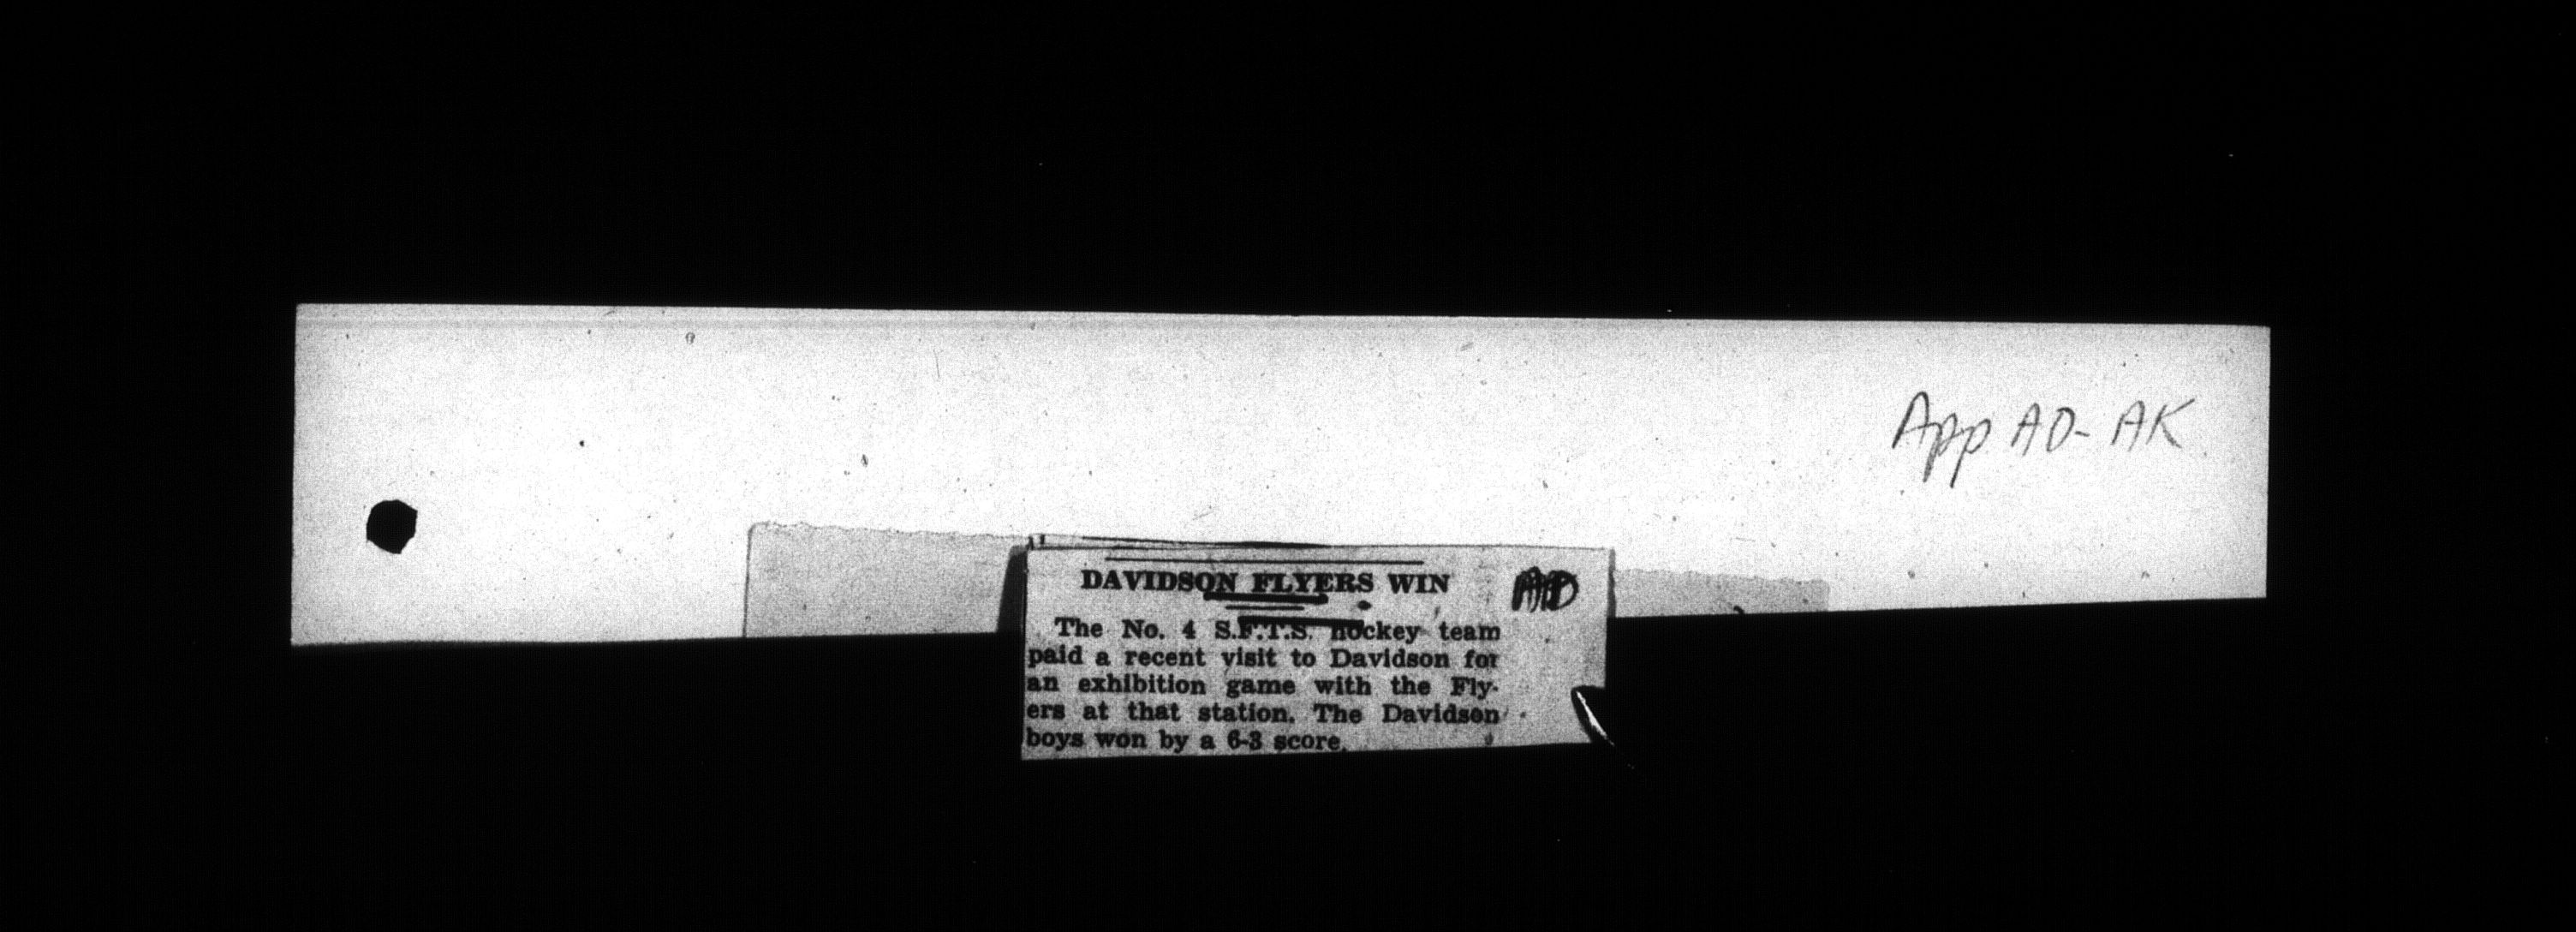 App AD-AK
DAVIDSON FLYERS WIN
The No. 4 S.F.T.S. hockey team
paid a recent visit to Davidson for
an exhibition game with the Fly-
ers at that station. The Davidson
boys won by a 6-3 score.